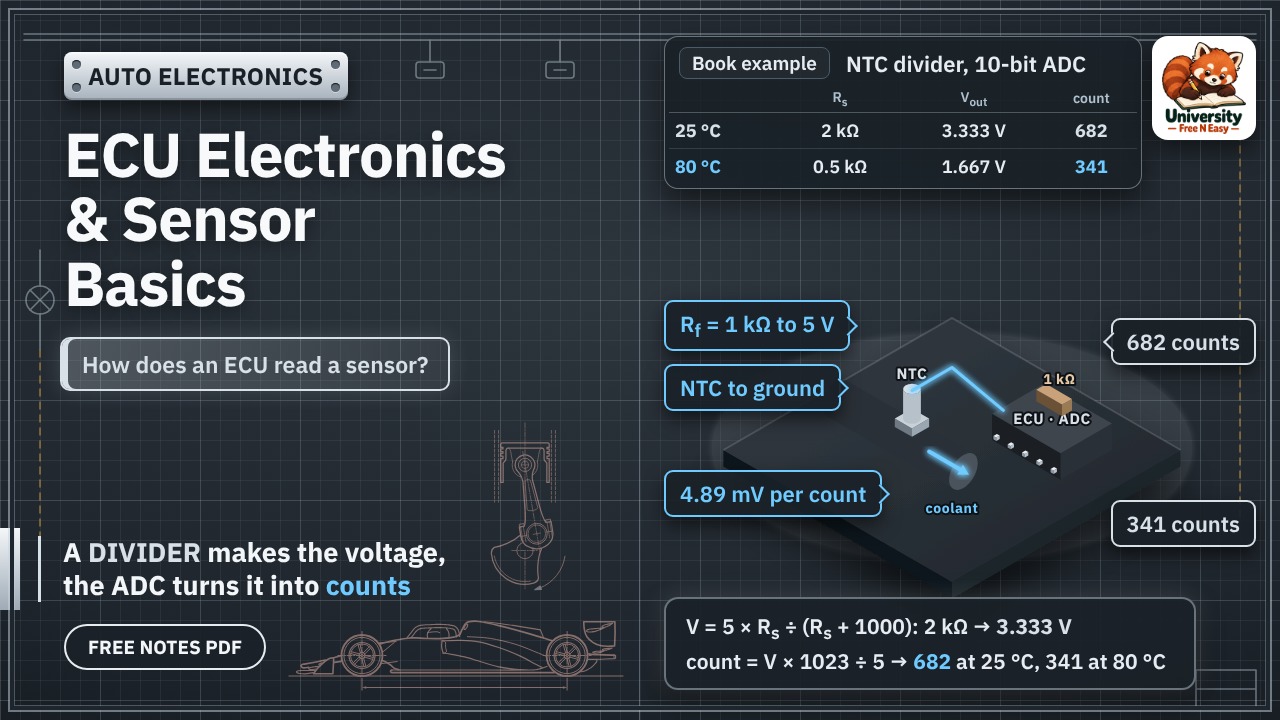 AUTO ELECTRONICS
ECU Electronics
& Sensor
Basics
How does an ECU read a sensor?
A DIVIDER makes the voltage,
the ADC turns it into counts
FREE NOTES PDF
Book example NTC divider, 10-bit ADC
Rs Vout count
25 °C 2 kΩ 3.333 V 682
80 °C 0.5 kΩ 1.667 V 341
University
Free N Easy
Rf = 1 kΩ to 5 V
NTC to ground
4.89 mV per count
NTC
1 kΩ
ECU · ADC
coolant
682 counts
341 counts
V = 5 × Rs ÷ (Rs + 1000): 2 kΩ → 3.333 V
count = V × 1023 ÷ 5 → 682 at 25 °C, 341 at 80 °C